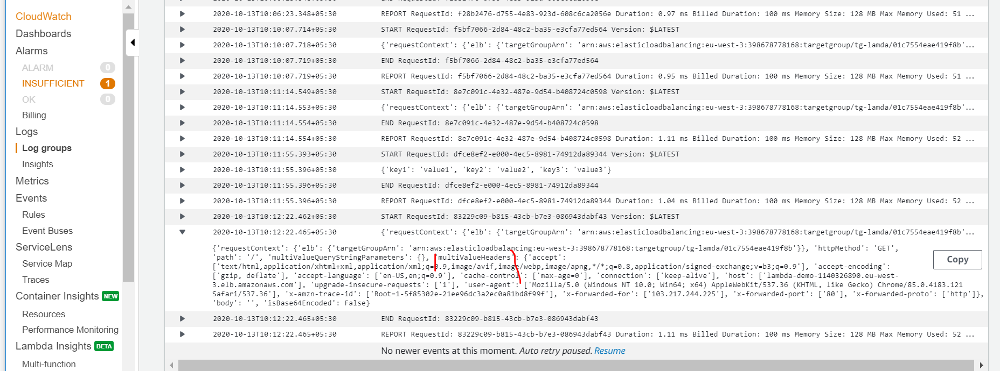 CloudWatch
Dashboards
Alarms
ALARM 0
INSUFFICIENT 1
OK 0
Billing
Logs
Log groups
Insights
Metrics
Events
Rules
Event Buses
ServiceLens
Service Map
Traces
Container Insights NEW
Resources
Performance Monitoring
Lambda Insights BETA
Multi-function
2020-10-13T10:06:23.348+05:30 REPORT RequestId: f28b2476-d755-4e83-923d-608c6ca2056e Duration: 0.97 ms Billed Duration: 100 ms Memory Size: 128 MB Max Memory Used: 51 ...
2020-10-13T10:10:07.714+05:30 START RequestId: f5bf7066-2d84-48c2-ba35-e3cfa77ed564 Version: $LATEST
2020-10-13T10:10:07.718+05:30 {'requestContext': {'elb': {'targetGroupArn': 'arn:aws:elasticloadbalancing:eu-west-3:398678778168:targetgroup/tg-lamda/01c7554eae419f8b'...
2020-10-13T10:10:07.719+05:30 END RequestId: f5bf7066-2d84-48c2-ba35-e3cfa77ed564
2020-10-13T10:10:07.719+05:30 REPORT RequestId: f5bf7066-2d84-48c2-ba35-e3cfa77ed564 Duration: 0.95 ms Billed Duration: 100 ms Memory Size: 128 MB Max Memory Used: 51 ...
2020-10-13T10:11:14.549+05:30 START RequestId: 8e7c091c-4e32-487e-9d54-b408724c0598 Version: $LATEST
2020-10-13T10:11:14.553+05:30 {'requestContext': {'elb': {'targetGroupArn': 'arn:aws:elasticloadbalancing:eu-west-3:398678778168:targetgroup/tg-lamda/01c7554eae419f8b'...
2020-10-13T10:11:14.554+05:30 END RequestId: 8e7c091c-4e32-487e-9d54-b408724c0598
2020-10-13T10:11:14.554+05:30 REPORT RequestId: 8e7c091c-4e32-487e-9d54-b408724c0598 Duration: 1.11 ms Billed Duration: 100 ms Memory Size: 128 MB Max Memory Used: 52 ...
2020-10-13T10:11:55.393+05:30 START RequestId: dfce8ef2-e000-4ec5-8981-74912da89344 Version: $LATEST
2020-10-13T10:11:55.396+05:30 {'key1': 'value1', 'key2': 'value2', 'key3': 'value3'}
2020-10-13T10:11:55.396+05:30 END RequestId: dfce8ef2-e000-4ec5-8981-74912da89344
2020-10-13T10:11:55.396+05:30 REPORT RequestId: dfce8ef2-e000-4ec5-8981-74912da89344 Duration: 1.04 ms Billed Duration: 100 ms Memory Size: 128 MB Max Memory Used: 52 ...
2020-10-13T10:12:22.462+05:30 START RequestId: 83229c09-b815-43cb-b7e3-086943dabf43 Version: $LATEST
2020-10-13T10:12:22.465+05:30 {'requestContext': {'elb': {'targetGroupArn': 'arn:aws:elasticloadbalancing:eu-west-3:398678778168:targetgroup/tg-lamda/01c7554eae419f8b'...
{'requestContext': {'elb': {'targetGroupArn': 'arn:aws:elasticloadbalancing:eu-west-3:398678778168:targetgroup/tg-lamda/01c7554eae419f8b'}}, 'httpMethod': 'GET',
'path': '/', 'multiValueQueryStringParameters': {}, 'multiValueHeaders': {'accept':
['text/html,application/xhtml+xml,application/xml;q=0.9,image/avif,image/webp,image/apng,*/*;q=0.8,application/signed-exchange;v=b3;q=0.9'], 'accept-encoding':
['gzip, deflate'], 'accept-language': ['en-US,en;q=0.9'], 'cache-control': ['max-age=0'], 'connection': ['keep-alive'], 'host': ['lambda-demo-1140326890.eu-west-
3.elb.amazonaws.com'], 'upgrade-insecure-requests': ['1'], 'user-agent': ['Mozilla/5.0 (Windows NT 10.0; Win64; x64) AppleWebKit/537.36 (KHTML, like Gecko) Chrome/85.0.4183.121
Safari/537.36'], 'x-amzn-trace-id': ['Root=1-5f85302e-21ee96dc3a2ec0a81bd8f99f'], 'x-forwarded-for': ['103.217.244.225'], 'x-forwarded-port': ['80'], 'x-forwarded-proto': ['http']},
'body': '', 'isBase64Encoded': False}
Copy
2020-10-13T10:12:22.465+05:30 END RequestId: 83229c09-b815-43cb-b7e3-086943dabf43
2020-10-13T10:12:22.465+05:30 REPORT RequestId: 83229c09-b815-43cb-b7e3-086943dabf43 Duration: 1.11 ms Billed Duration: 100 ms Memory Size: 128 MB Max Memory Used: 52 ...
No newer events at this moment. Auto retry paused. Resume